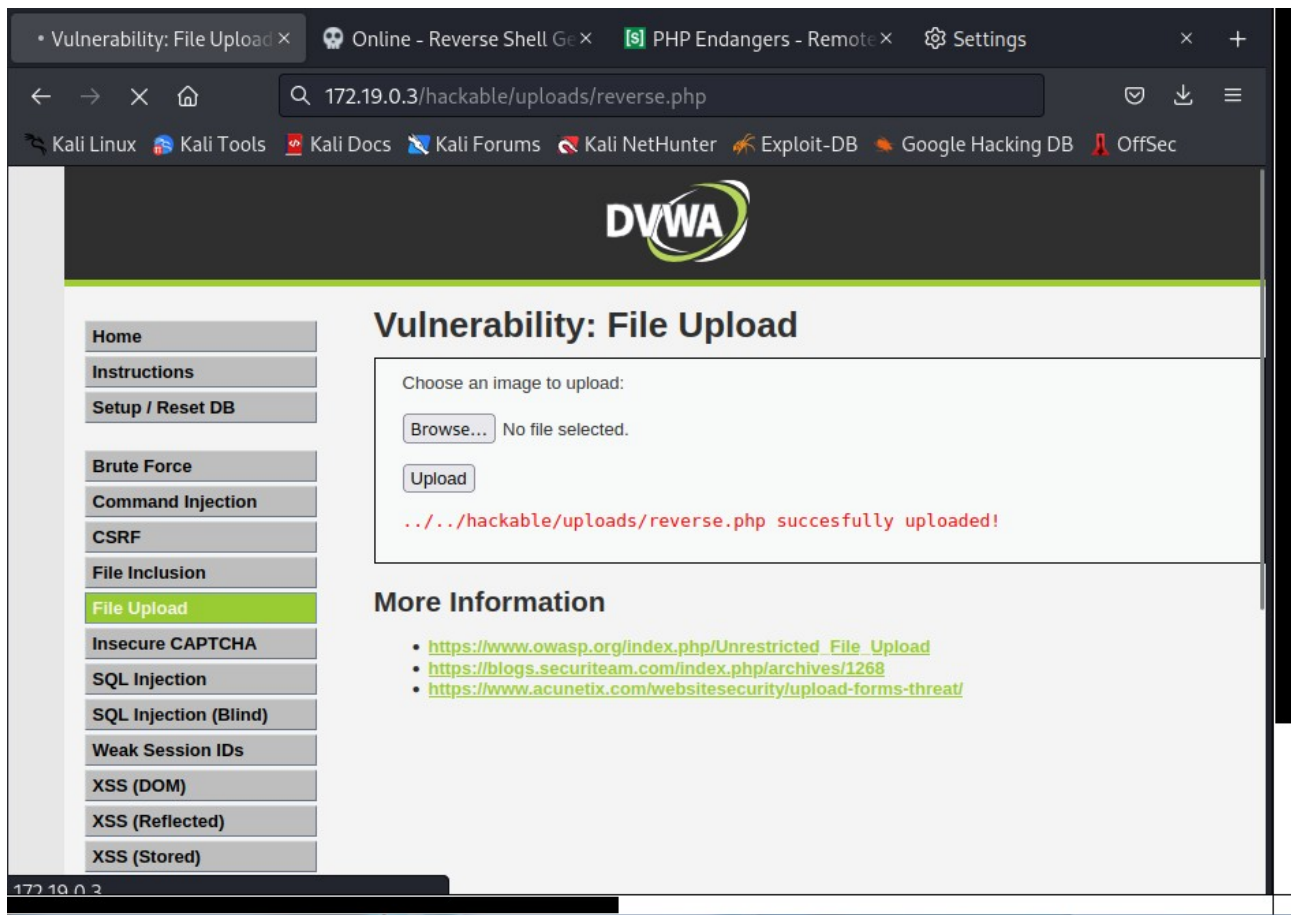 • Vulnerability: File Upload × Online - Reverse Shell Ge × [s] PHP Endangers - Remote × Settings × +
172.19.0.3/hackable/uploads/reverse.php
Kali Linux Kali Tools Kali Docs Kali Forums Kali NetHunter Exploit-DB Google Hacking DB OffSec
DVWA
Home
Instructions
Setup / Reset DB
Brute Force
Command Injection
CSRF
File Inclusion
File Upload
Insecure CAPTCHA
SQL Injection
SQL Injection (Blind)
Weak Session IDs
XSS (DOM)
XSS (Reflected)
XSS (Stored)
Vulnerability: File Upload
Choose an image to upload:
Browse... No file selected.
Upload
../../hackable/uploads/reverse.php succesfully uploaded!
More Information
• https://www.owasp.org/index.php/Unrestricted_File_Upload
• https://blogs.securiteam.com/index.php/archives/1268
• https://www.acunetix.com/websitesecurity/upload-forms-threat/
172.19.0.3